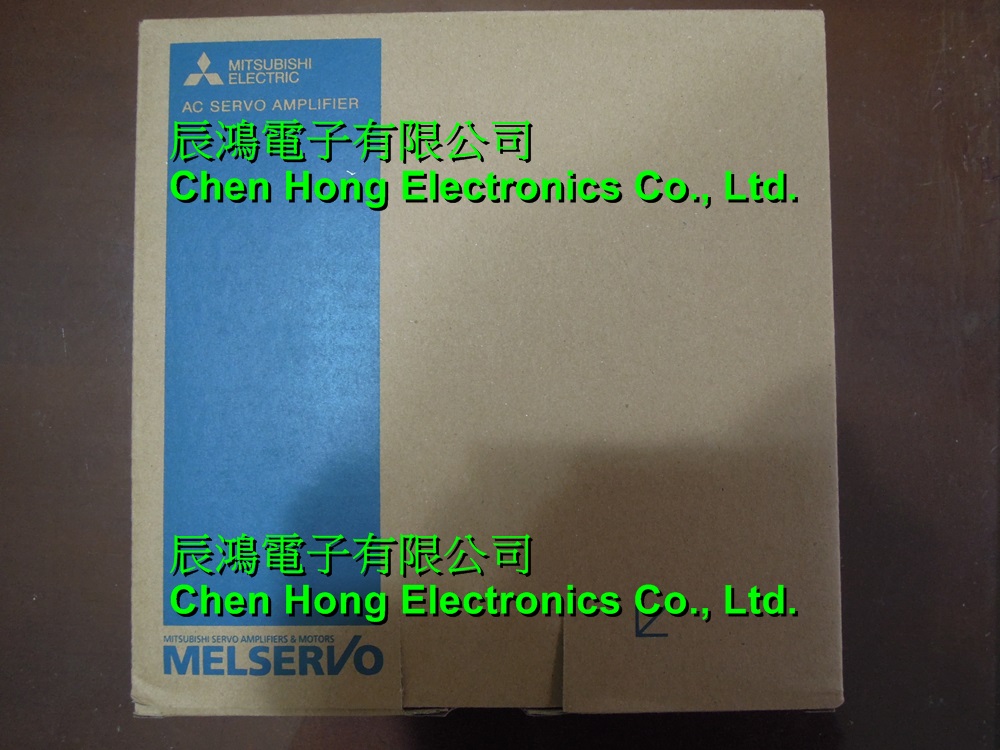 MITSUBISHI
ELECTRIC
AC SERVO AMPLIFIER
辰鴻電子有限公司
Chen Hong Electronics Co., Ltd.
辰鴻電子有限公司
Chen Hong Electronics Co., Ltd.
MITSUBISHI SERVO AMPLIFIERS & MOTORS
MELSERVO